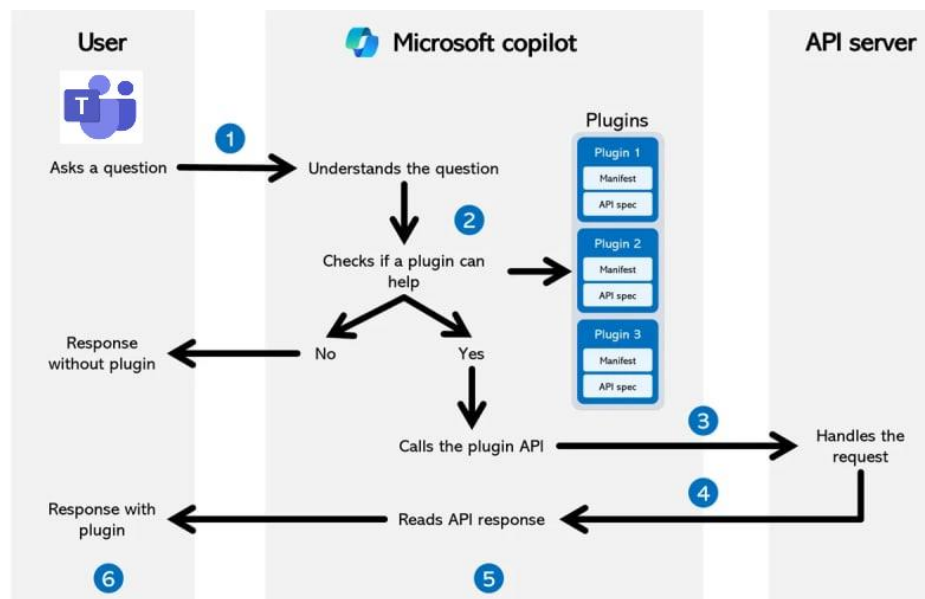 User
Microsoft copilot
API server
T
Plugins
1
Plugin 1
Manifest
API spec
Asks a question
Understands the question
2
Plugin 2
Manifest
API spec
Checks if a plugin can
help
Plugin 3
Manifest
API spec
Response
without plugin
No
Yes
3
Calls the plugin API
Handles the
request
4
Response with
plugin
Reads API response
6
5